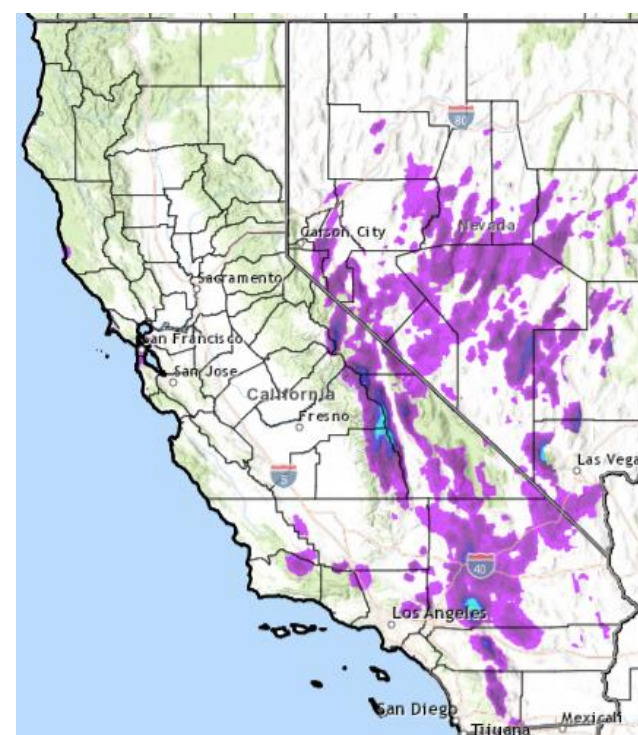 80
Carson City
Nevada
Sacramento
San Francisco
San Jose
California
Fresno
5
Las Vega
40
Los Angeles
San Diego
Mexicali
Tijuana